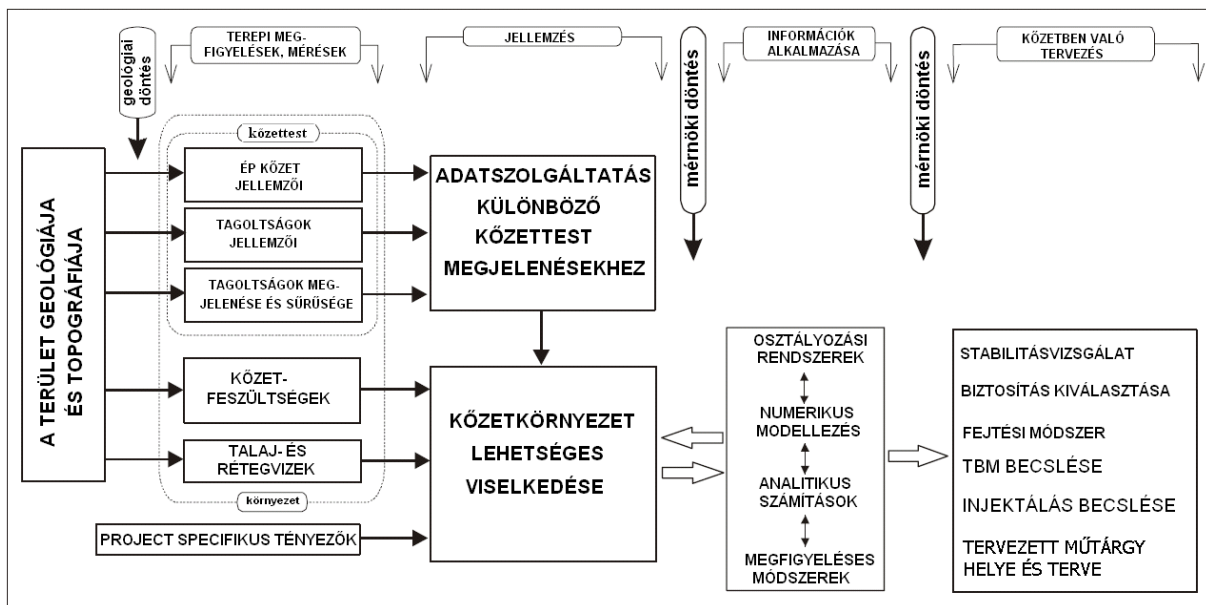 TEREPI MEG-
FIGYELÉSEK, MÉRÉSEK
JELLEMZÉS
INFORMÁCIÓK
ALKALMAZÁSA
KŐZETBEN VALÓ
TERVEZÉS
geológiai
döntés
mérnöki döntés
mérnöki döntés
A TERÜLET GEOLÓGIÁJA
ÉS TOPOGRÁFIÁJA
kőzettest
ÉP KŐZET
JELLEMZŐI
TAGOLTSÁGOK
JELLEMZŐI
TAGOLTSÁGOK MEG-
JELENÉSE ÉS SŰRŰSÉGE
KŐZET-
FESZÜLTSÉGEK
TALAJ- ÉS
RÉTEGVIZEK
környezet
PROJECT SPECIFIKUS TÉNYEZŐK
ADATSZOLGÁLTATÁS
KÜLÖNBÖZŐ
KŐZETTEST
MEGJELENÉSEKHEZ
KŐZETKÖRNYEZET
LEHETSÉGES
VISELKEDÉSE
OSZTÁLYOZÁSI
RENDSZEREK
NUMERIKUS
MODELLEZÉS
ANALITIKUS
SZÁMÍTÁSOK
MEGFIGYELÉSES
MÓDSZEREK
STABILITÁSVIZSGÁLAT
BIZTOSÍTÁS KIVÁLASZTÁSA
FEJTÉSI MÓDSZER
TBM BECSLÉSE
INJEKTÁLÁS BECSLÉSE
TERVEZETT MŰTÁRGY
HELYE ÉS TERVE